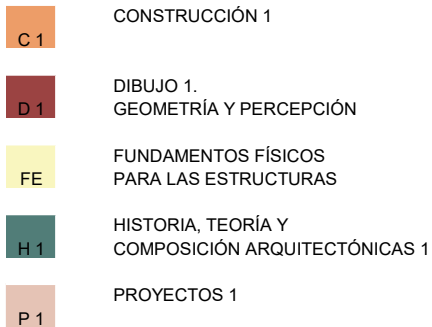 CONSTRUCCIÓN 1
C 1
DIBUJO 1.
D 1
GEOMETRÍA Y PERCEPCIÓN
FUNDAMENTOS FÍSICOS
FE
PARA LAS ESTRUCTURAS
HISTORIA, TEORÍA Y
H 1
COMPOSICIÓN ARQUITECTÓNICAS 1
PROYECTOS 1
P 1